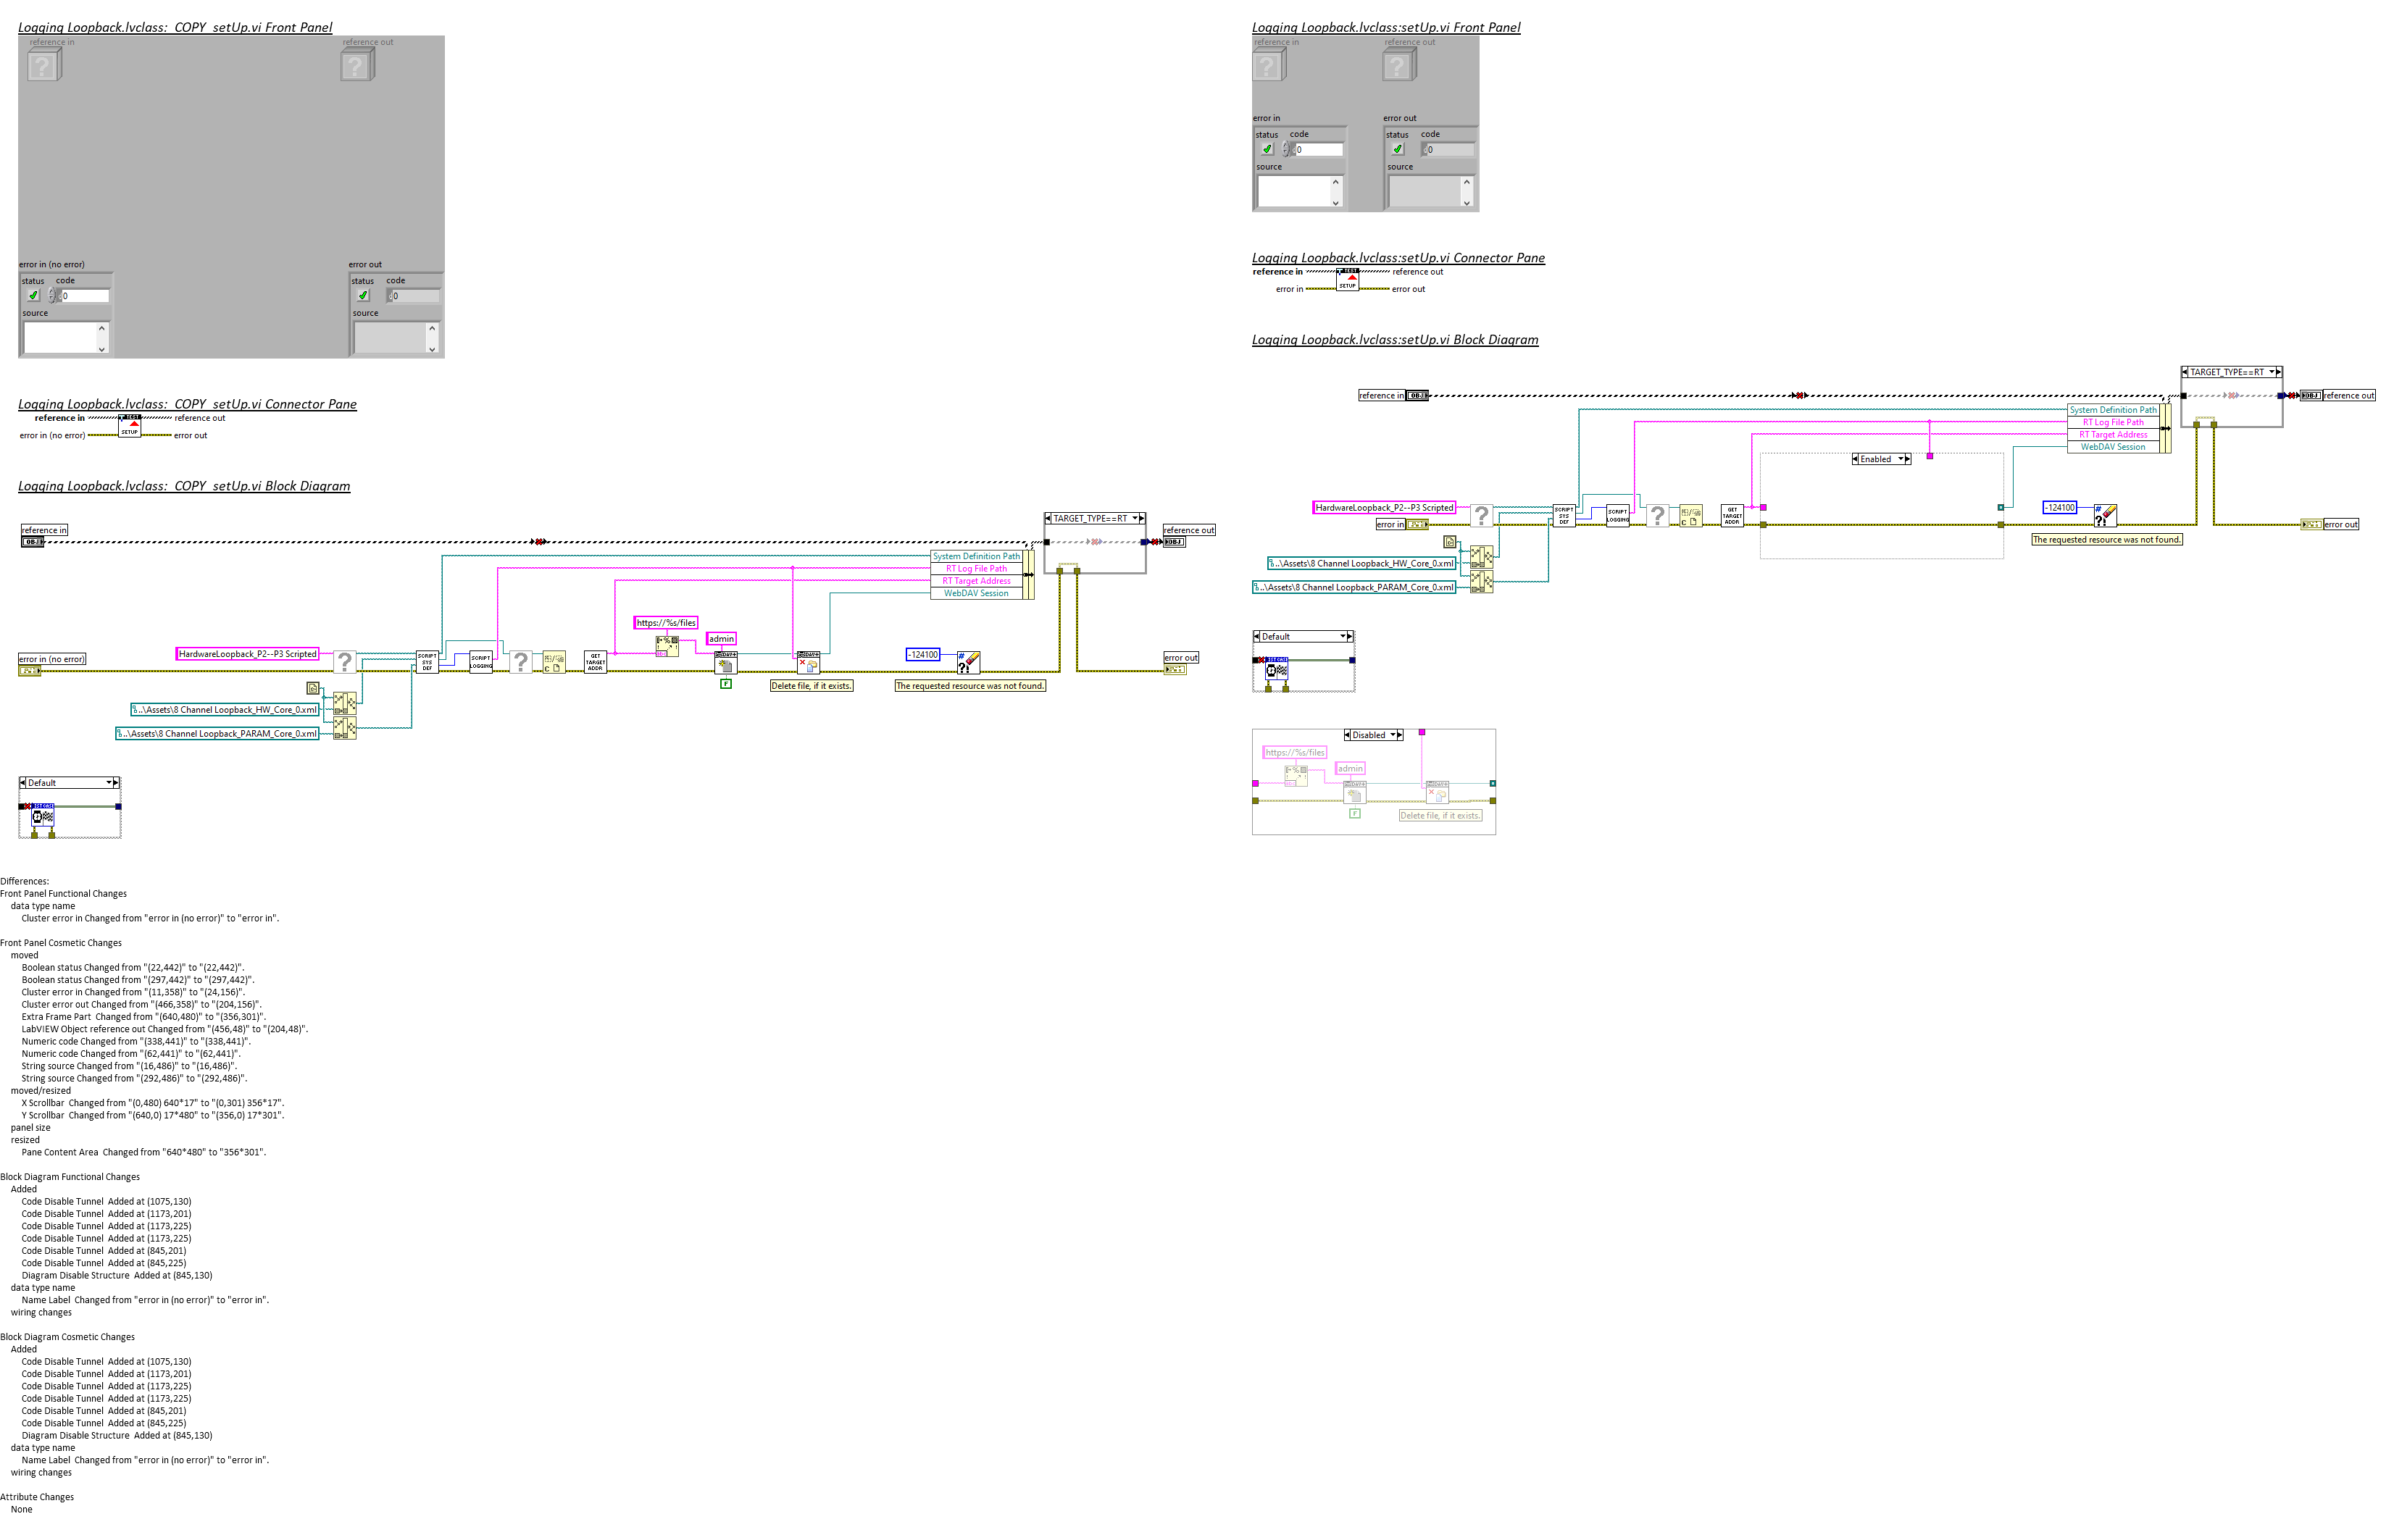 Logging Loopback.lvclass:_COPY_setUp.vi Front Panel
reference in
reference out
error in (no error)
error out
status code
status code
0
0
source
source
Logging Loopback.lvclass:_COPY_setUp.vi Connector Pane
reference in
TEST
SETUP
reference out
error in (no error)
error out
Logging Loopback.lvclass:_COPY_setUp.vi Block Diagram
TARGET_TYPE==RT
reference in
OBJ
reference out
OBJ
System Definition Path
RT Log File Path
RT Target Address
WebDAV Session
https://%s/files
admin
error in (no error)
HardwareLoopback_P2--P3 Scripted
SCRIPT SYS DEF
SCRIPT LOGGING
GET TARGET ADDR
-124100
error out
F
Delete file, if it exists.
The requested resource was not found.
..\Assets\8 Channel Loopback_HW_Core_0.xml
..\Assets\8 Channel Loopback_PARAM_Core_0.xml
Default
Logging Loopback.lvclass:setUp.vi Front Panel
reference in
reference out
error in
error out
status code
status code
0
0
source
source
Logging Loopback.lvclass:setUp.vi Connector Pane
reference in
TEST
SETUP
reference out
error in
error out
Logging Loopback.lvclass:setUp.vi Block Diagram
TARGET_TYPE==RT
reference in
OBJ
OBJ
reference out
System Definition Path
RT Log File Path
RT Target Address
WebDAV Session
Enabled
HardwareLoopback_P2--P3 Scripted
SCRIPT SYS DEF
SCRIPT LOGGING
GET TARGET ADDR
-124100
error in
error out
The requested resource was not found.
..\Assets\8 Channel Loopback_HW_Core_0.xml
..\Assets\8 Channel Loopback_PARAM_Core_0.xml
Default
Disabled
https://%s/files
admin
F
Delete file, if it exists.
Differences:
Front Panel Functional Changes
data type name
Cluster error in Changed from "error in (no error)" to "error in".
Front Panel Cosmetic Changes
moved
Boolean status Changed from "(22,442)" to "(22,442)".
Boolean status Changed from "(297,442)" to "(297,442)".
Cluster error in Changed from "(11,358)" to "(24,156)".
Cluster error out Changed from "(466,358)" to "(204,156)".
Extra Frame Part  Changed from "(640,480)" to "(356,301)".
LabVIEW Object reference out Changed from "(456,48)" to "(204,48)".
Numeric code Changed from "(338,441)" to "(338,441)".
Numeric code Changed from "(62,441)" to "(62,441)".
String source Changed from "(16,486)" to "(16,486)".
String source Changed from "(292,486)" to "(292,486)".
moved/resized
X Scrollbar  Changed from "(0,480) 640*17" to "(0,301) 356*17".
Y Scrollbar  Changed from "(640,0) 17*480" to "(356,0) 17*301".
panel size
resized
Pane Content Area  Changed from "640*480" to "356*301".
Block Diagram Functional Changes
Added
Code Disable Tunnel  Added at (1075,130)
Code Disable Tunnel  Added at (1173,201)
Code Disable Tunnel  Added at (1173,225)
Code Disable Tunnel  Added at (1173,225)
Code Disable Tunnel  Added at (845,201)
Code Disable Tunnel  Added at (845,225)
Diagram Disable Structure  Added at (845,130)
data type name
Name Label  Changed from "error in (no error)" to "error in".
wiring changes
Block Diagram Cosmetic Changes
Added
Code Disable Tunnel  Added at (1075,130)
Code Disable Tunnel  Added at (1173,201)
Code Disable Tunnel  Added at (1173,225)
Code Disable Tunnel  Added at (1173,225)
Code Disable Tunnel  Added at (845,201)
Code Disable Tunnel  Added at (845,225)
Diagram Disable Structure  Added at (845,130)
data type name
Name Label  Changed from "error in (no error)" to "error in".
wiring changes
Attribute Changes
None